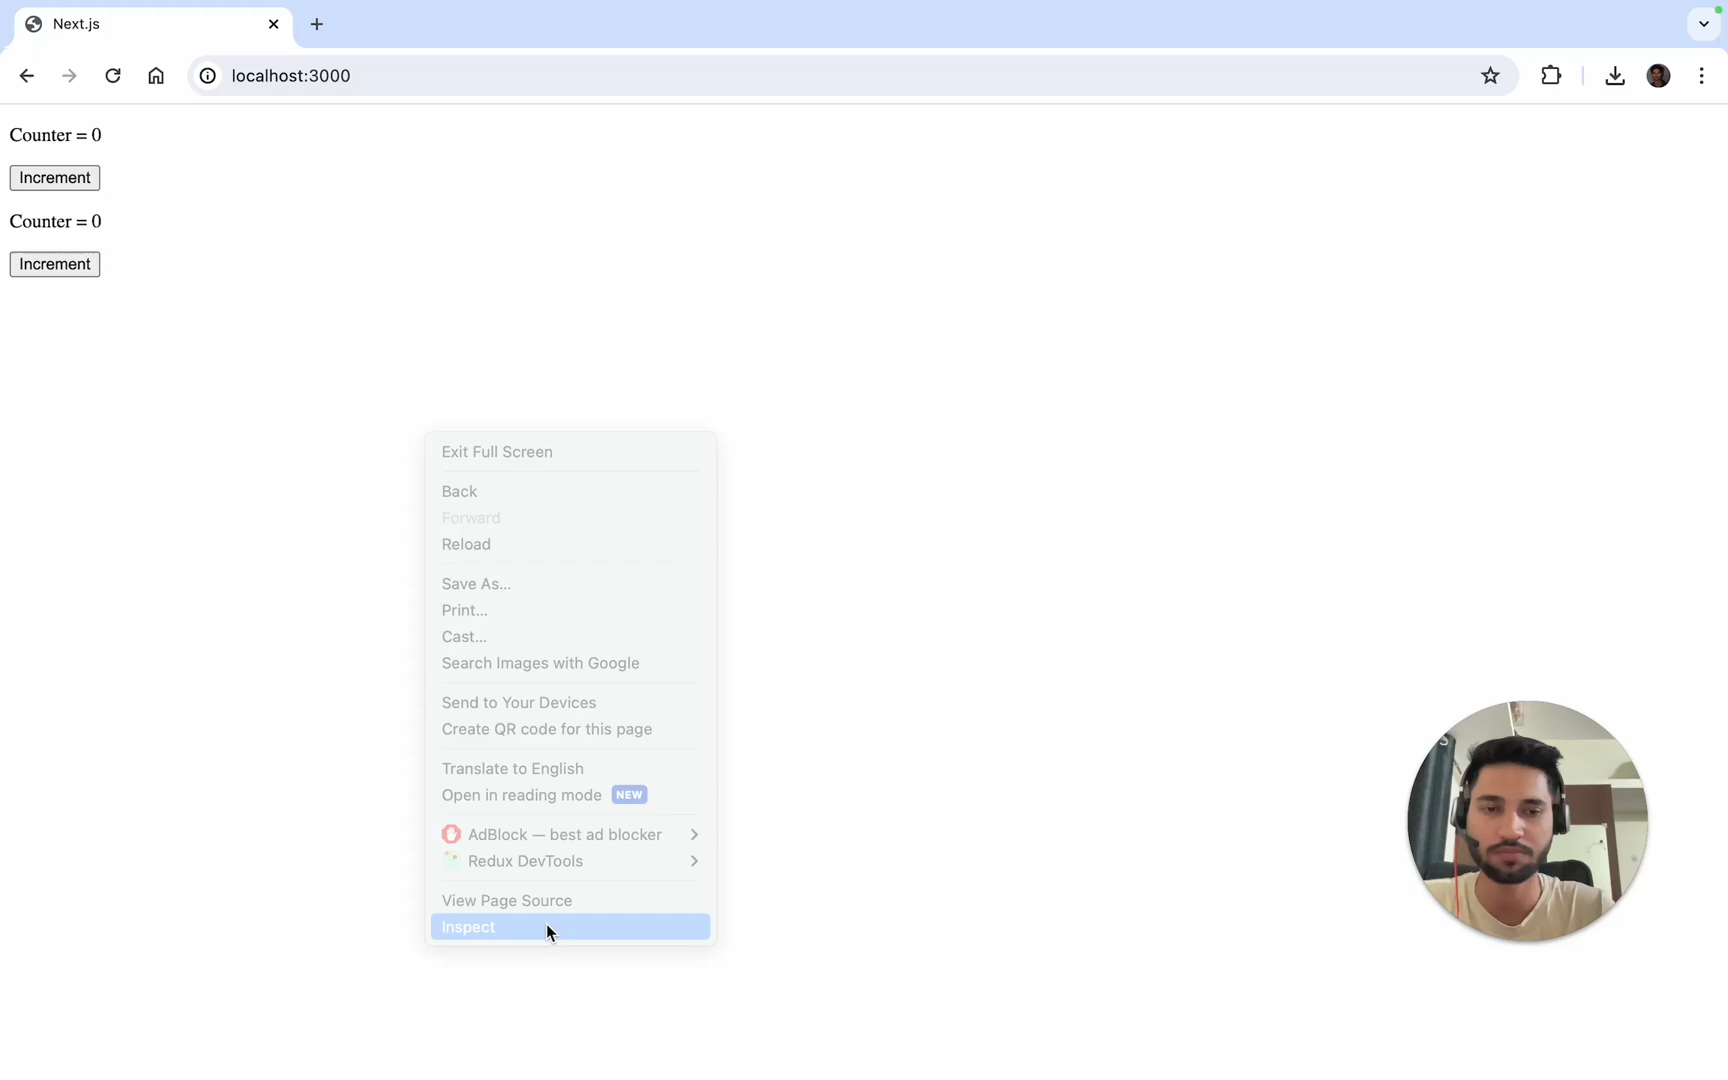 Next.js
localhost:3000
Counter = 0
Increment
Counter = 0
Increment
Exit Full Screen
Back
Forward
Reload
Save As...
Print...
Cast...
Search Images with Google
Send to Your Devices
Create QR code for this page
Translate to English
Open in reading mode NEW
AdBlock — best ad blocker
Redux DevTools
View Page Source
Inspect